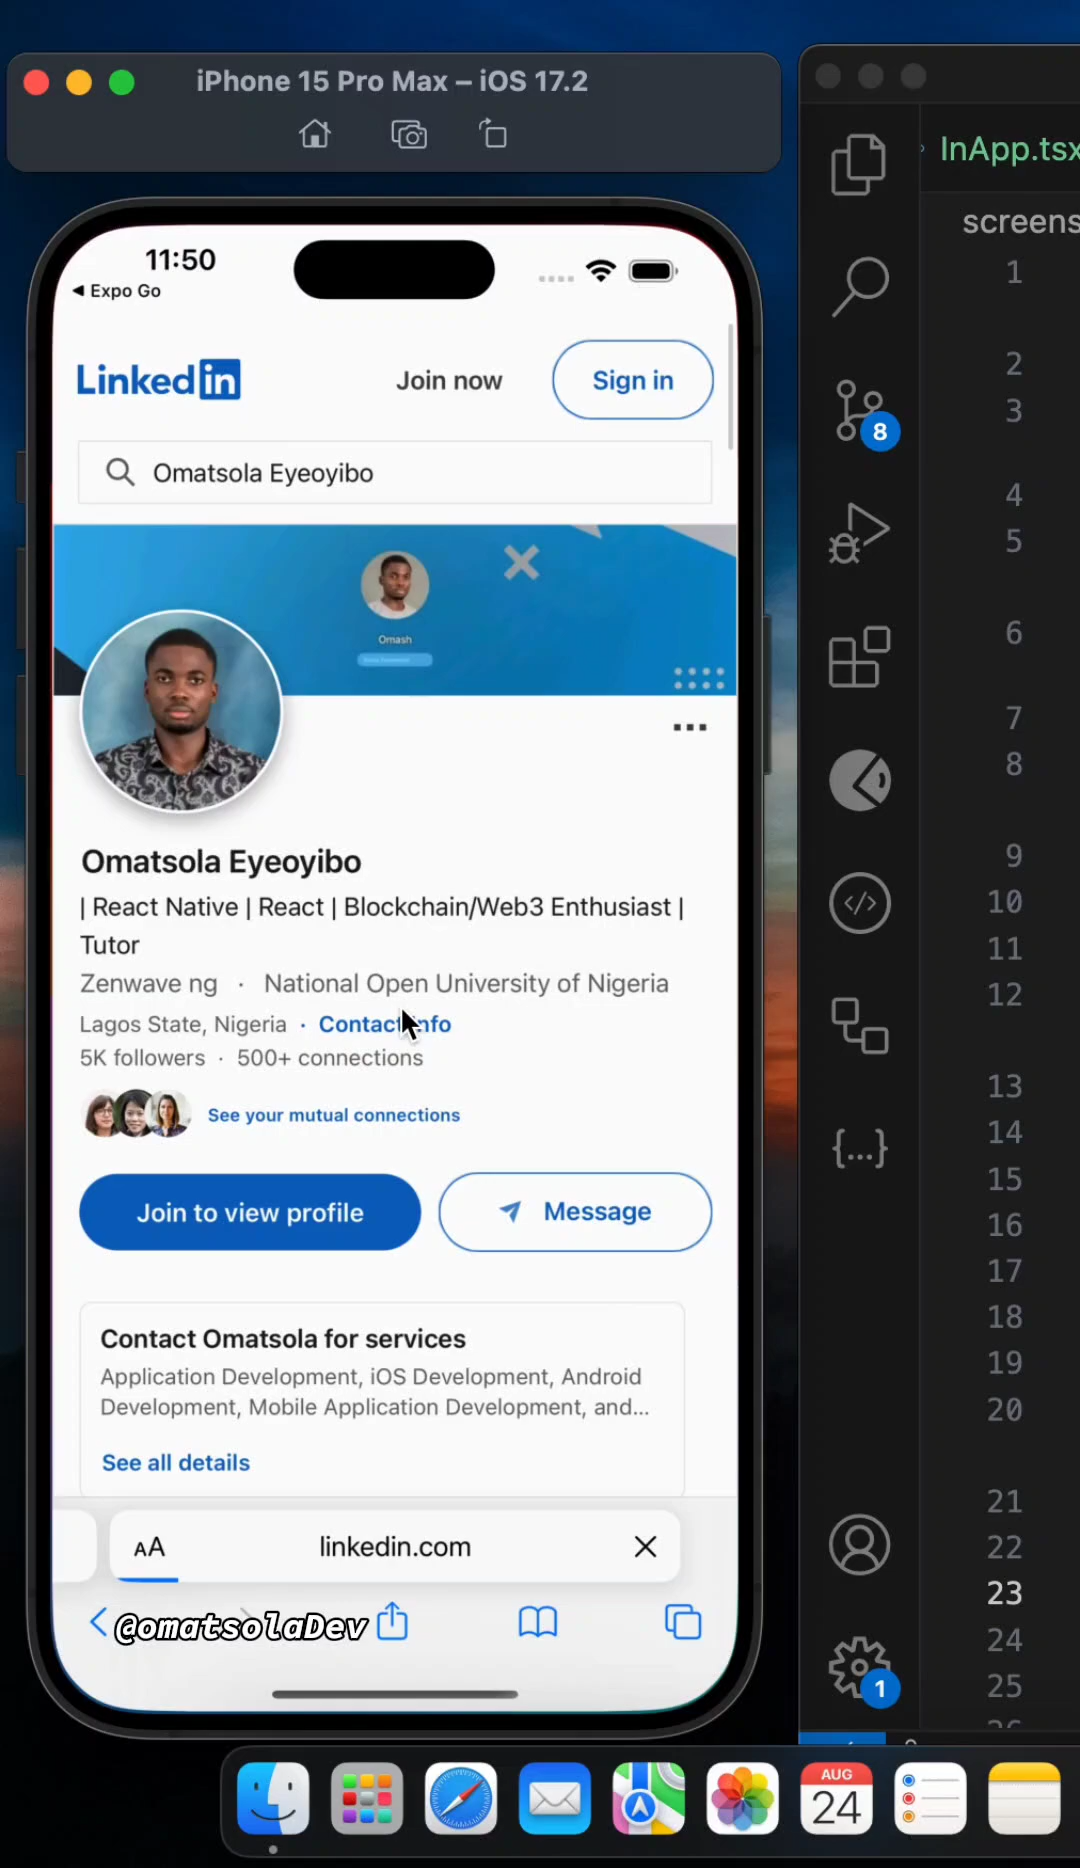 iPhone 15 Pro Max – iOS 17.2
11:50
◀ Expo Go
LinkedIn
Join now
Sign in
Omatsola Eyeoyibo
Omash
Omatsola Eyeoyibo
| React Native | React | Blockchain/Web3 Enthusiast |
Tutor
Zenwave ng · National Open University of Nigeria
Lagos State, Nigeria · Contact Info
5K followers · 500+ connections
See your mutual connections
Join to view profile
Message
Contact Omatsola for services
Application Development, iOS Development, Android
Development, Mobile Application Development, and...
See all details
AA
linkedin.com
@omatsolaDev
InApp.tsx
screens
1
2
3
4
5
6
7
8
9
10
11
12
13
14
15
16
17
18
19
20
21
22
23
24
25
8
{...}
1
AUG
24